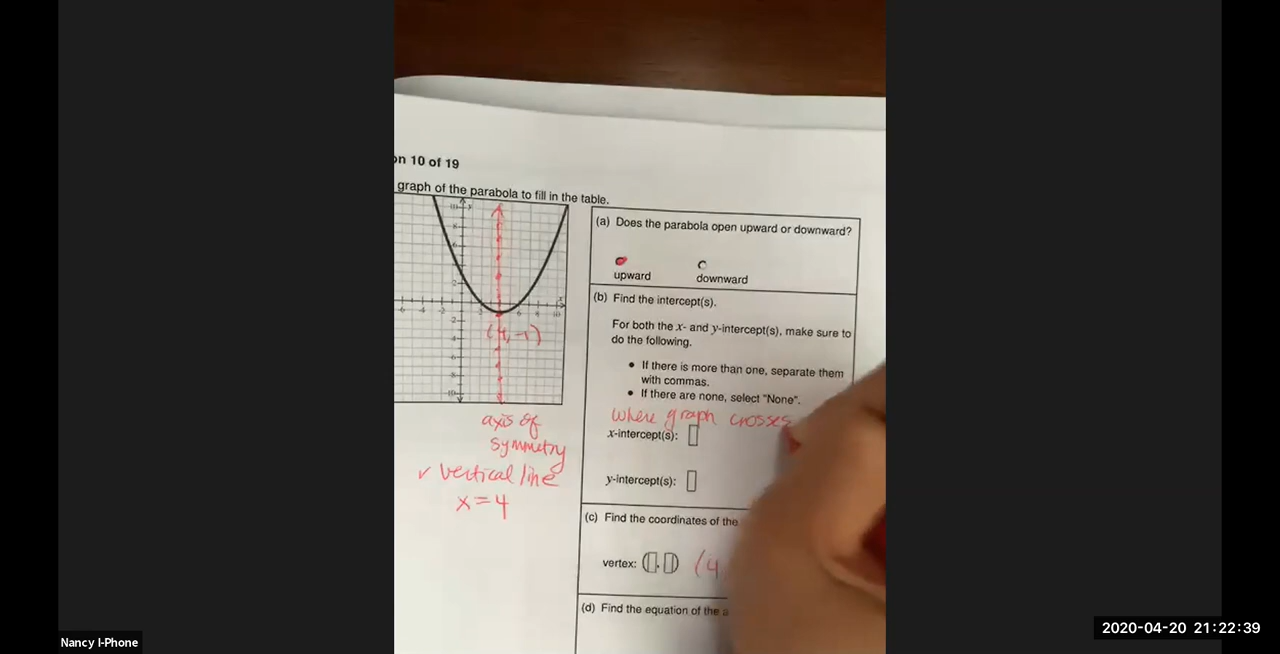 on 10 of 19
graph of the parabola to fill in the table.
(a) Does the parabola open upward or downward?
upward downward
(b) Find the intercept(s).
For both the x- and y-intercept(s), make sure to
do the following.
• If there is more than one, separate them
with commas.
• If there are none, select "None".
where graph crosses
x-intercept(s):
y-intercept(s):
(c) Find the coordinates of the
vertex: ( , ) (4,
(d) Find the equation of the a
(4, -1)
axis of
symmetry
✓ vertical line
x=4
Nancy I-Phone
2020-04-20 21:22:39